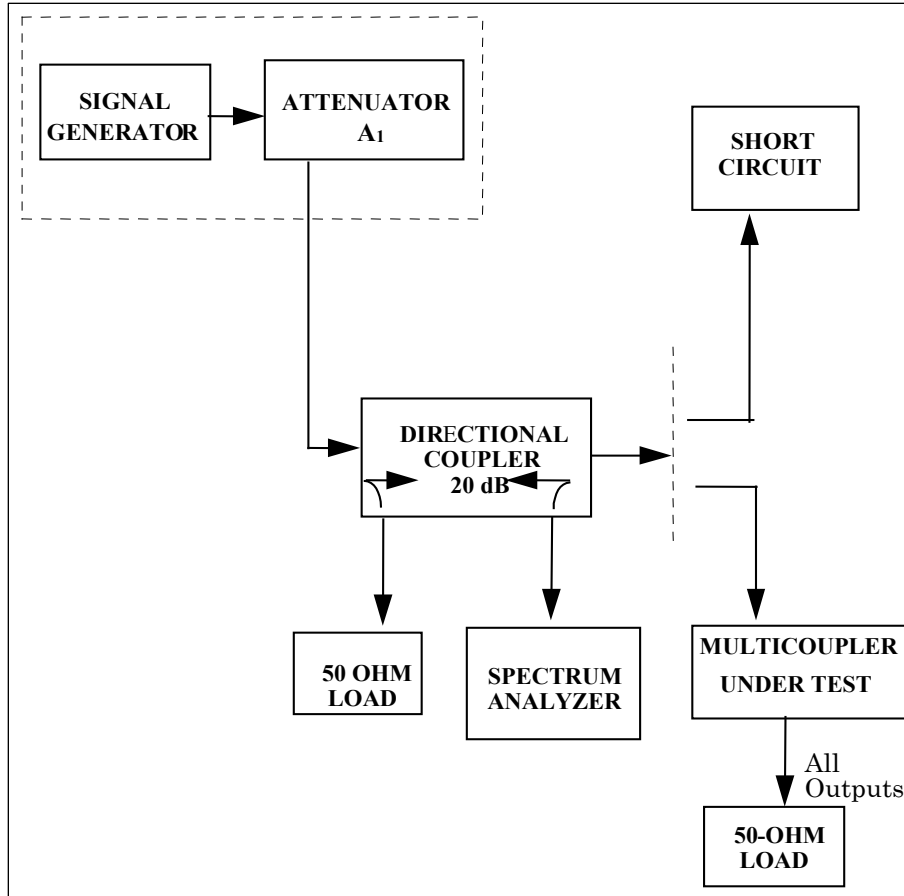 SIGNAL
GENERATOR
ATTENUATOR
A1
SHORT
CIRCUIT
DIRECTIONAL
COUPLER
20 dB
50 OHM
LOAD
SPECTRUM
ANALYZER
MULTICOUPLER
UNDER TEST
All
Outputs
50-OHM
LOAD